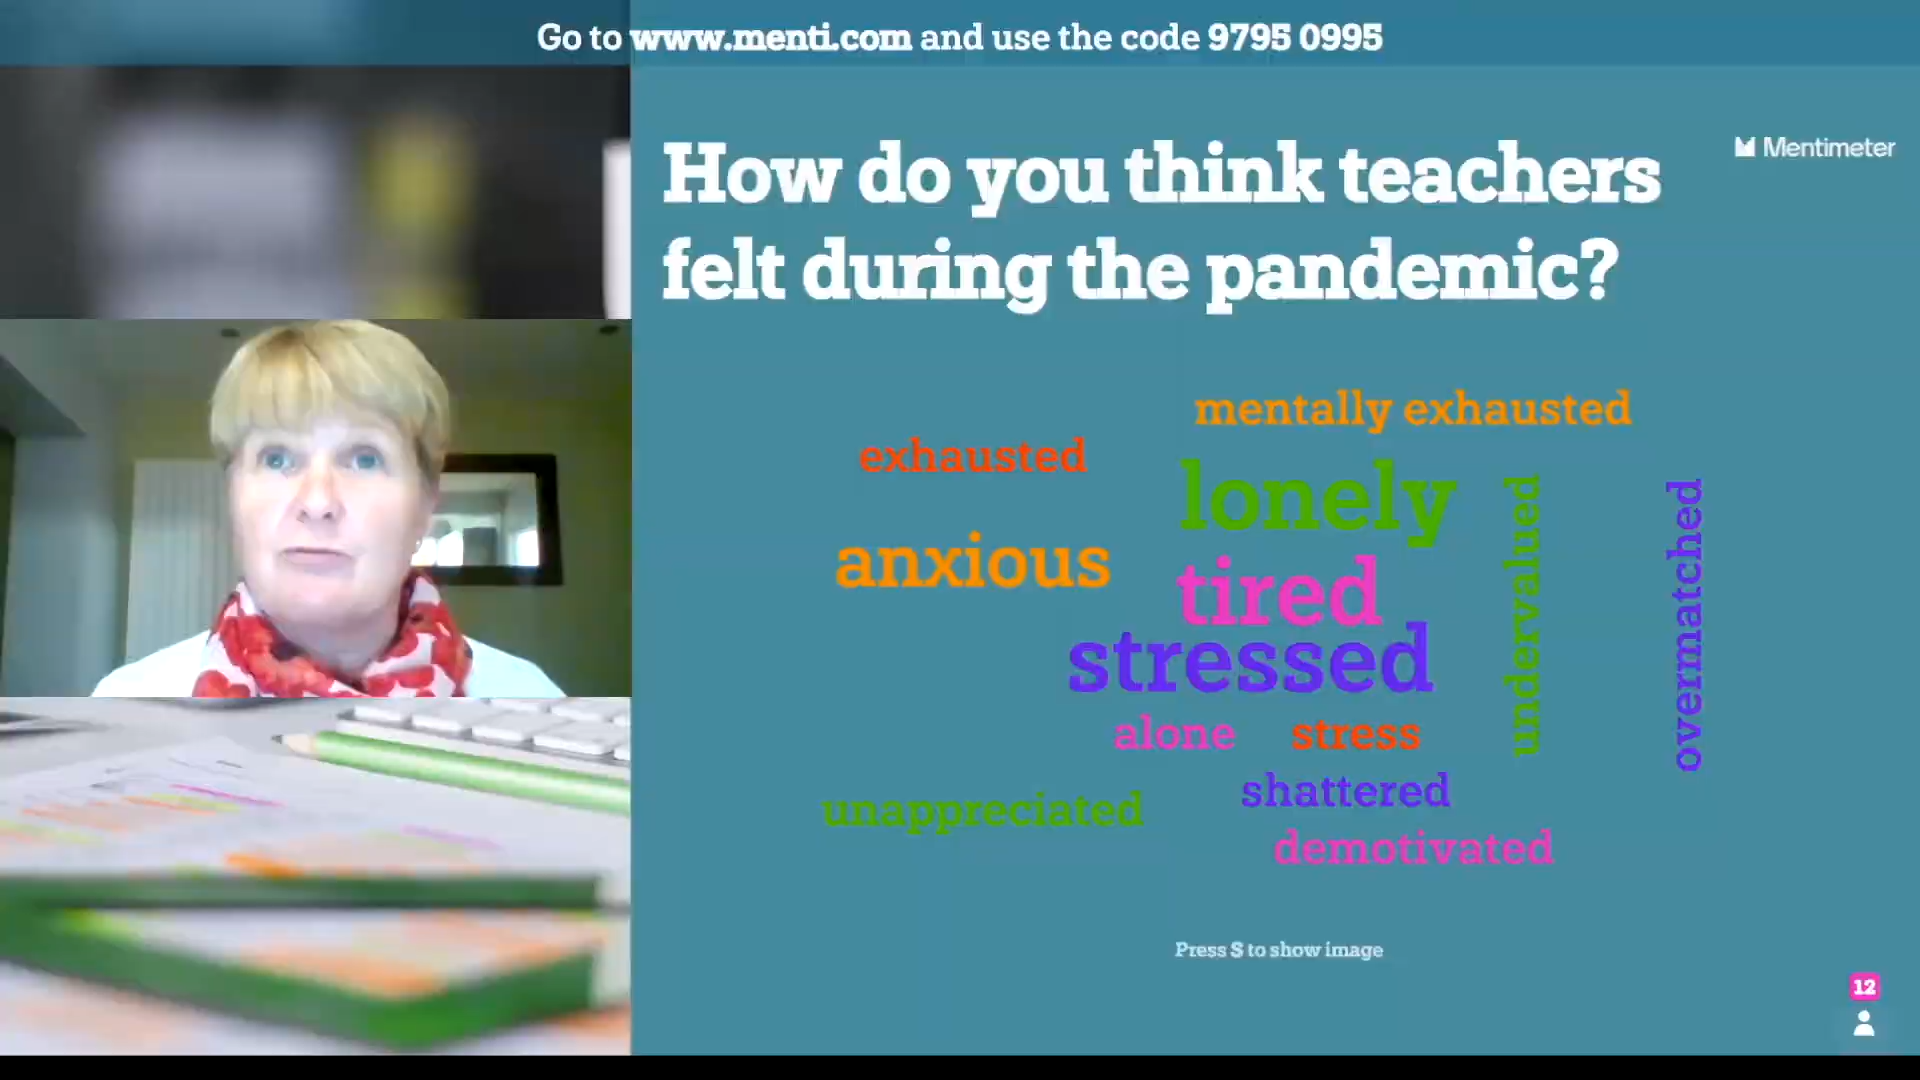 Go to www.menti.com and use the code 9795 0995
Mentimeter
How do you think teachers
felt during the pandemic?
mentally exhausted
exhausted
lonely
anxious
tired
stressed
undervalued
overmatched
alone
stress
shattered
unappreciated
demotivated
Press S to show image
12